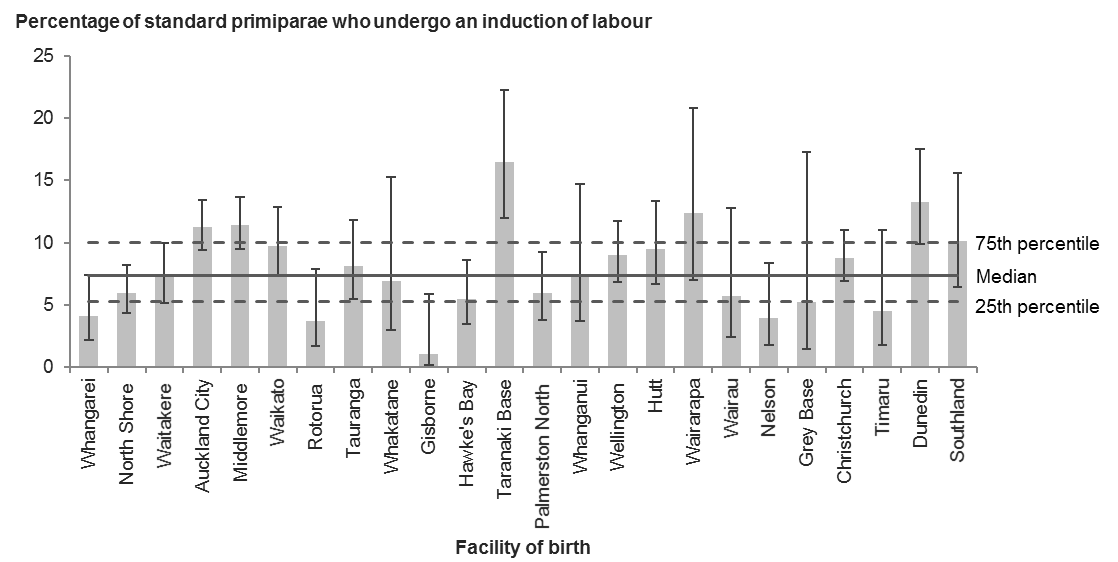 Percentage of standard primiparae who undergo an induction of labour
25
20
15
10
5
0
75th percentile
Median
25th percentile
Whangarei
North Shore
Waitakere
Auckland City
Middlemore
Waikato
Rotorua
Tauranga
Whakatane
Gisborne
Hawke's Bay
Taranaki Base
Palmerston North
Whanganui
Wellington
Hutt
Wairarapa
Wairau
Nelson
Grey Base
Christchurch
Timaru
Dunedin
Southland
Facility of birth